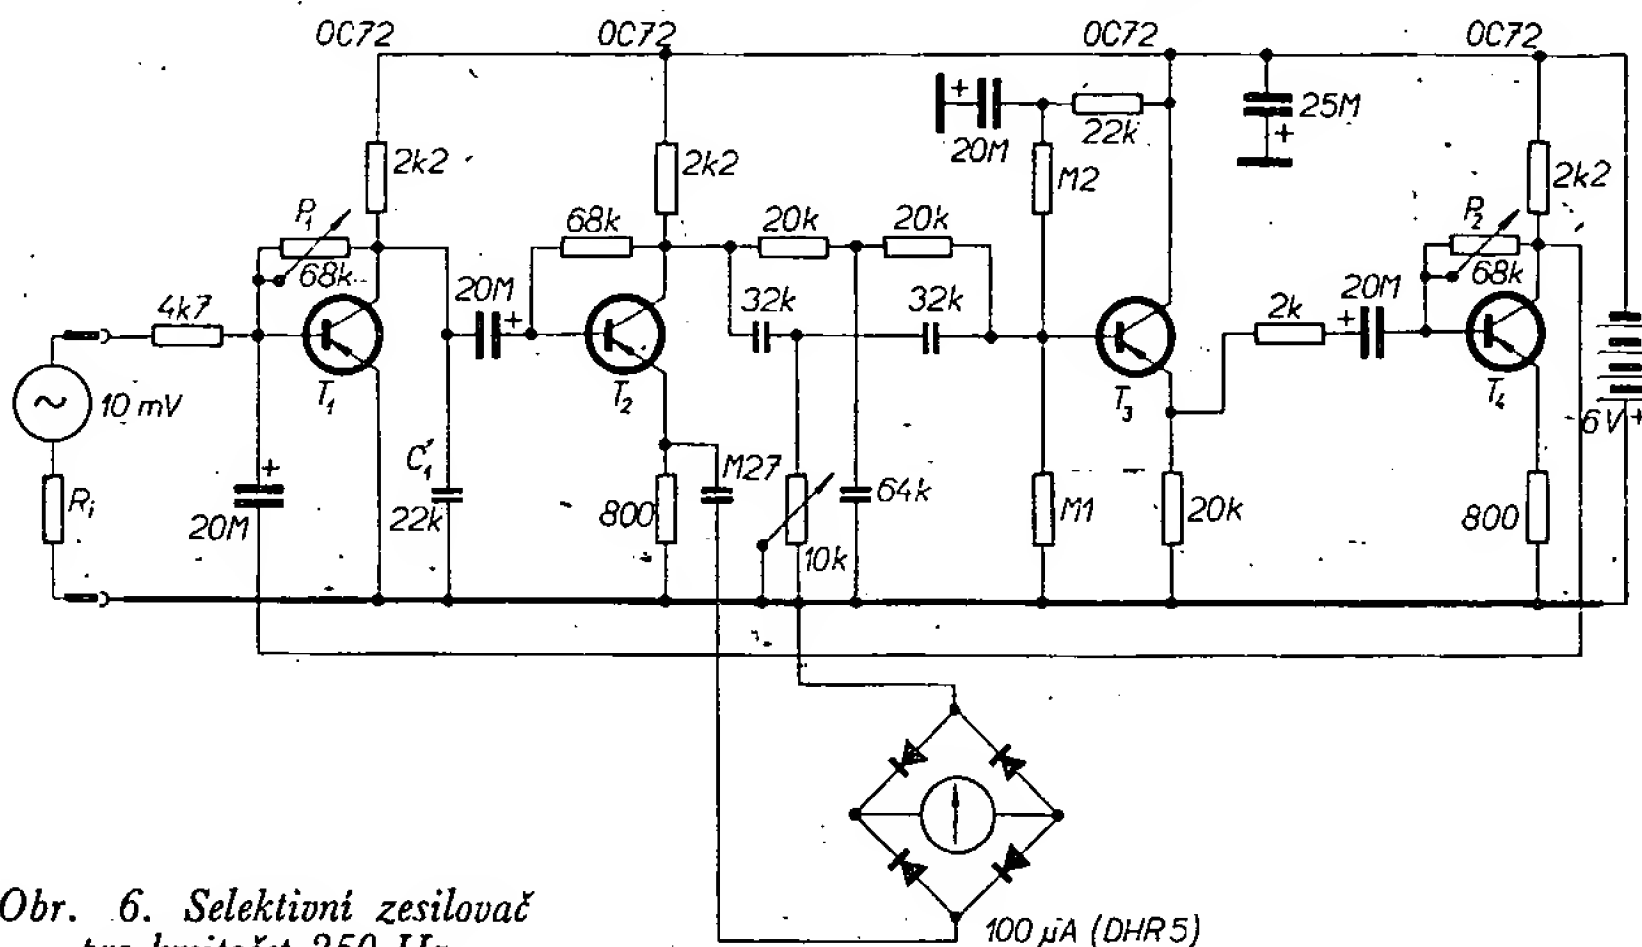 OC72 OC72 OC72 OC72
+ 20M 22k 25M +
2k2 2k2 M2 2k2
P₁ 68k 20k 20k P₂
68k 68k
4k7 20M + 32k 32k 2k + 20M
T₁ T₂ T₃ T₄
~ 10 mV 6V +
C₁' M27
+ Rᵢ 20M 22k 800 10k 64k M1 20k 800
100 µA (DHR5)
Obr. 6. Selektivní zesilovač